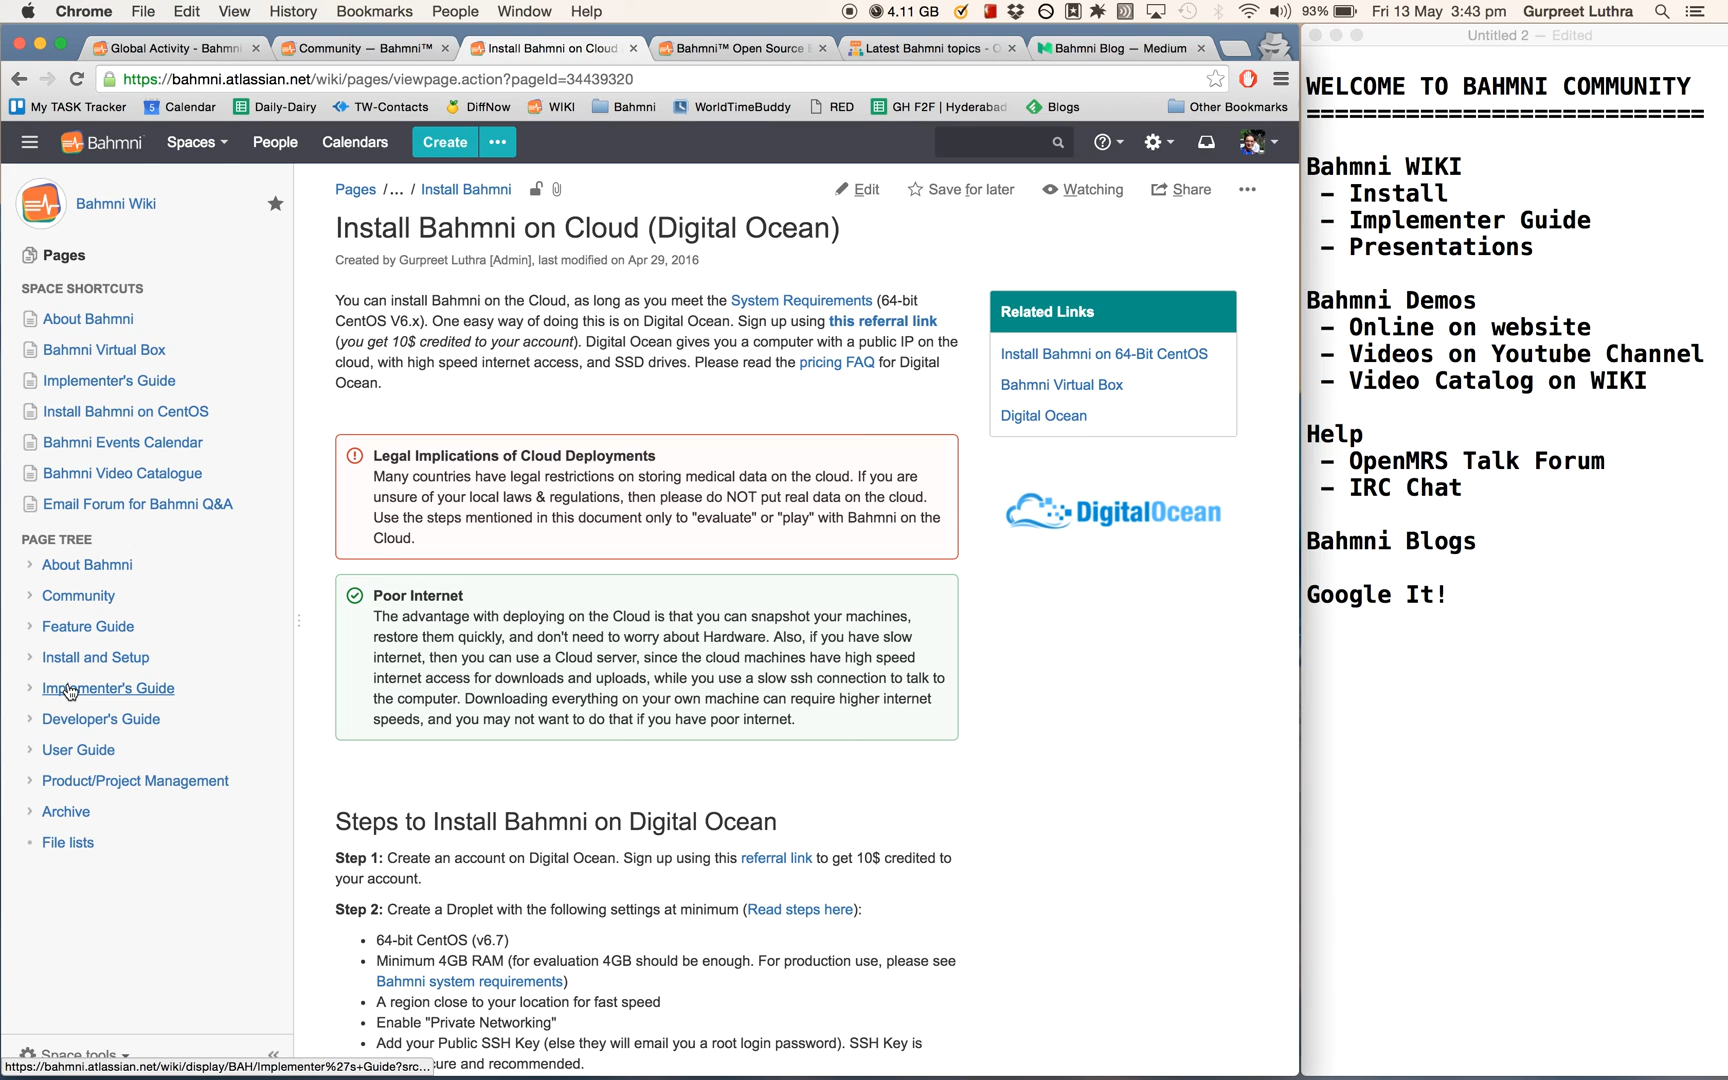 Chrome File Edit View History Bookmarks People Window Help 4.11 GB 93% Fri 13 May 3:43 pm Gurpreet Luthra
Global Activity - Bahmni
Community — Bahmni™
Install Bahmni on Cloud
Bahmni™ Open Source
Latest Bahmni topics -
Bahmni Blog — Medium
Untitled 2 — Edited
https://bahmni.atlassian.net/wiki/pages/viewpage.action?pageId=34439320
My TASK Tracker Calendar Daily-Dairy TW-Contacts DiffNow WIKI Bahmni WorldTimeBuddy RED GH F2F | Hyderabad Blogs Other Bookmarks
Bahmni Spaces People Calendars Create
Bahmni Wiki
Pages
SPACE SHORTCUTS
About Bahmni
Bahmni Virtual Box
Implementer's Guide
Install Bahmni on CentOS
Bahmni Events Calendar
Bahmni Video Catalogue
Email Forum for Bahmni Q&A
PAGE TREE
About Bahmni
Community
Feature Guide
Install and Setup
Implementer's Guide
Developer's Guide
User Guide
Product/Project Management
Archive
File lists
Space tools
https://bahmni.atlassian.net/wiki/display/BAH/Implementer%27s+Guide?src...
Pages /... / Install Bahmni Edit Save for later Watching Share
Install Bahmni on Cloud (Digital Ocean)
Created by Gurpreet Luthra [Admin], last modified on Apr 29, 2016
You can install Bahmni on the Cloud, as long as you meet the System Requirements (64-bit
CentOS V6.x). One easy way of doing this is on Digital Ocean. Sign up using this referral link
(you get 10$ credited to your account). Digital Ocean gives you a computer with a public IP on the
cloud, with high speed internet access, and SSD drives. Please read the pricing FAQ for Digital
Ocean.
Legal Implications of Cloud Deployments
Many countries have legal restrictions on storing medical data on the cloud. If you are
unsure of your local laws & regulations, then please do NOT put real data on the cloud.
Use the steps mentioned in this document only to "evaluate" or "play" with Bahmni on the
Cloud.
Poor Internet
The advantage with deploying on the Cloud is that you can snapshot your machines,
restore them quickly, and don't need to worry about Hardware. Also, if you have slow
internet, then you can use a Cloud server, since the cloud machines have high speed
internet access for downloads and uploads, while you use a slow ssh connection to talk to
the computer. Downloading everything on your own machine can require higher internet
speeds, and you may not want to do that if you have poor internet.
Steps to Install Bahmni on Digital Ocean
Step 1: Create an account on Digital Ocean. Sign up using this referral link to get 10$ credited to
your account.
Step 2: Create a Droplet with the following settings at minimum (Read steps here):
• 64-bit CentOS (v6.7)
• Minimum 4GB RAM (for evaluation 4GB should be enough. For production use, please see
Bahmni system requirements)
• A region close to your location for fast speed
• Enable "Private Networking"
• Add your Public SSH Key (else they will email you a root login password). SSH Key is
cure and recommended.
Related Links
Install Bahmni on 64-Bit CentOS
Bahmni Virtual Box
Digital Ocean
DigitalOcean
WELCOME TO BAHMNI COMMUNITY
============================
Bahmni WIKI
- Install
- Implementer Guide
- Presentations
Bahmni Demos
- Online on website
- Videos on Youtube Channel
- Video Catalog on WIKI
Help
- OpenMRS Talk Forum
- IRC Chat
Bahmni Blogs
Google It!